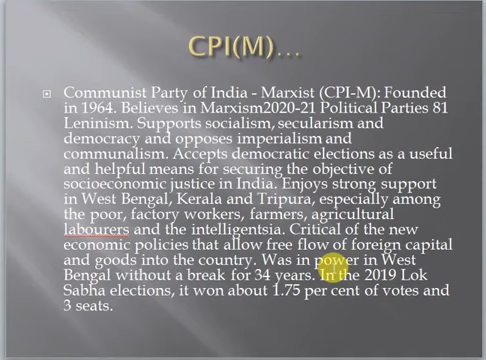 CPI(M)...
Communist Party of India - Marxist (CPI-M): Founded
in 1964. Believes in Marxism2020-21 Political Parties 81
Leninism. Supports socialism, secularism and
democracy and opposes imperialism and
communalism. Accepts democratic elections as a useful
and helpful means for securing the objective of
socioeconomic justice in India. Enjoys strong support
in West Bengal, Kerala and Tripura, especially among
the poor, factory workers, farmers, agricultural
labourers and the intelligentsia. Critical of the new
economic policies that allow free flow of foreign capital
and goods into the country. Was in power in West
Bengal without a break for 34 years. In the 2019 Lok
Sabha elections, it won about 1.75 per cent of votes and
3 seats.